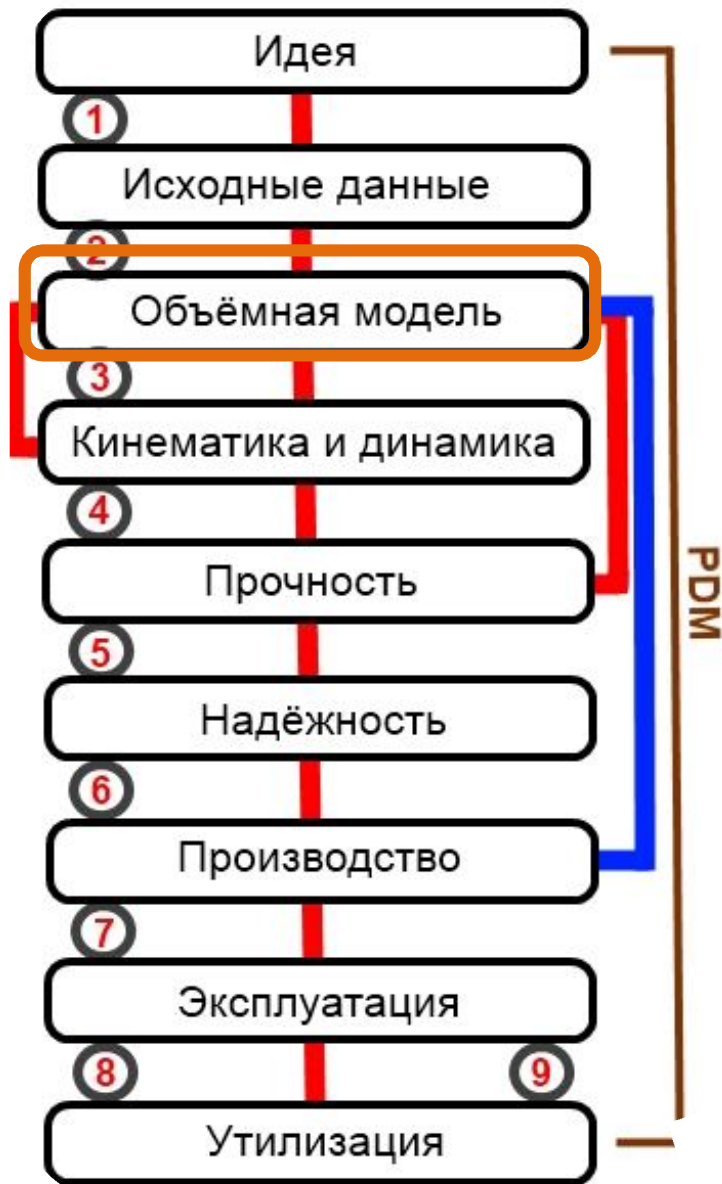 Идея
1
Исходные данные
2
Объёмная модель
3
Кинематика и динамика
4
Прочность
PDM
5
Надёжность
6
Производство
7
Эксплуатация
8
9
Утилизация